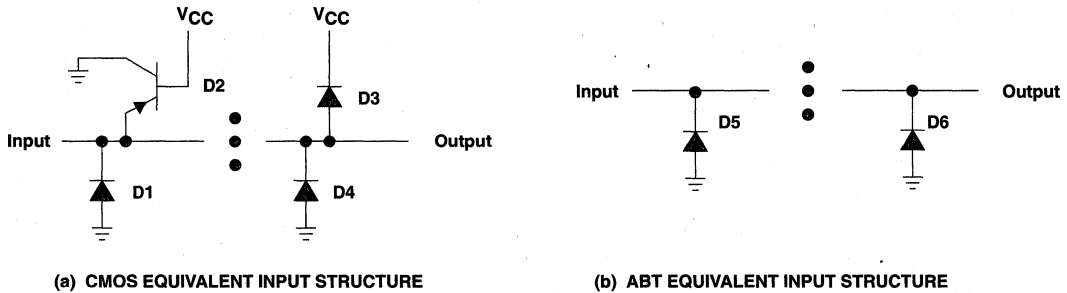 VCC
VCC
D2
D3
Input
Output
D1
D4
(a) CMOS EQUIVALENT INPUT STRUCTURE
Input
Output
D5
D6
(b) ABT EQUIVALENT INPUT STRUCTURE